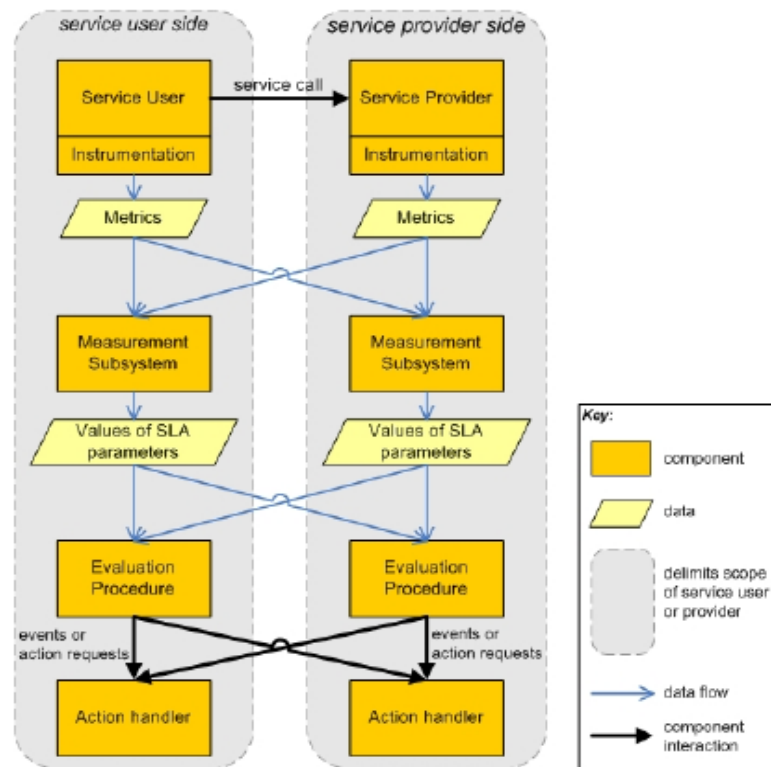 service user side
service provider side
Service User
service call
Service Provider
Instrumentation
Instrumentation
Metrics
Metrics
Measurement
Subsystem
Measurement
Subsystem
Values of SLA
parameters
Values of SLA
parameters
Evaluation
Procedure
Evaluation
Procedure
events or
action requests
events or
action requests
Action handler
Action handler
Key:
component
data
delimits scope
of service user
or provider
data flow
component
interaction